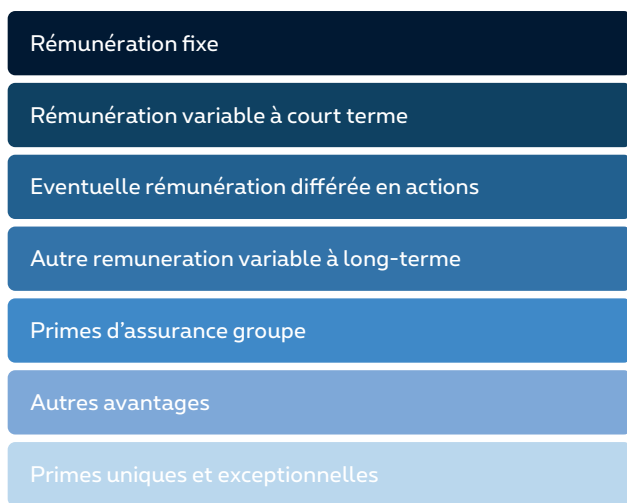 Rémunération fixe
Rémunération variable à court terme
Eventuelle rémunération différée en actions
Autre remuneration variable à long-terme
Primes d’assurance groupe
Autres avantages
Primes uniques et exceptionnelles